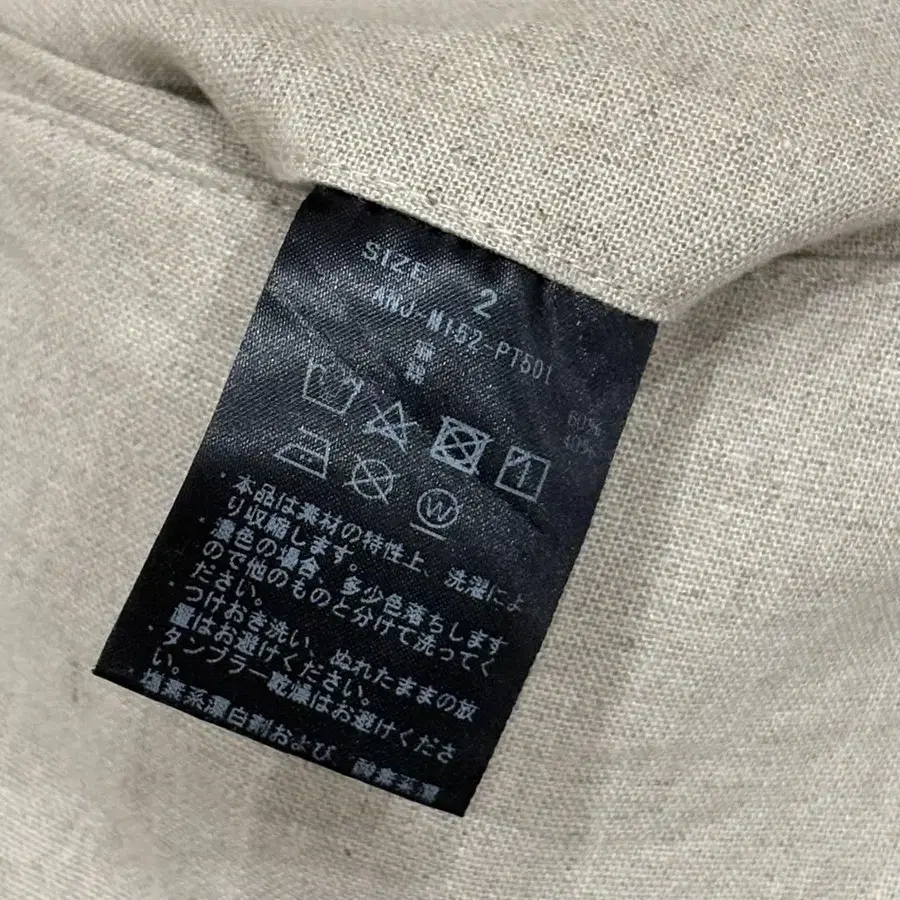 SIZE 2
NNJ-M152-PT501
麻 60%
綿 40%
W
・本品は素材の特性上、洗濯によ
り収縮します。
・濃色の場合、多少色落ちします
ので他のものと分けて洗ってく
ださい。
・つけおき洗い、ぬれたままの放
置はお避けください。
・タンブラー乾燥はお避けくださ
い。
塩素系漂白剤および、酸素系漂